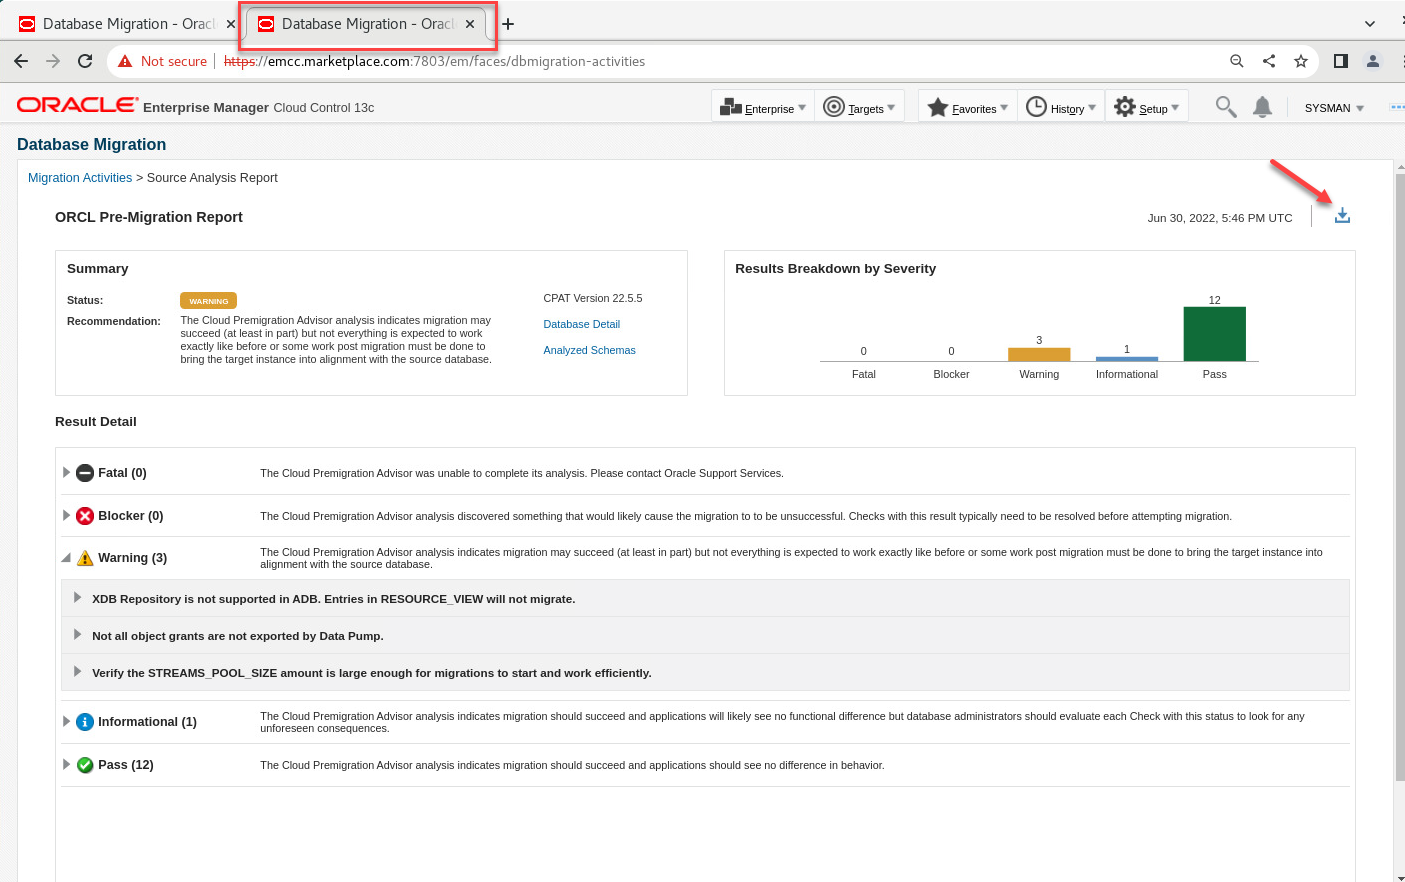 Database Migration - Orac
Database Migration - Oracle
Not secure
https://emcc.marketplace.com:7803/em/faces/dbmigration-activities
ORACLE® Enterprise Manager Cloud Control 13c
Enterprise
Targets
Favorites
History
Setup
SYSMAN
Database Migration
Migration Activities > Source Analysis Report
ORCL Pre-Migration Report
Jun 30, 2022, 5:46 PM UTC
Summary
Status:
WARNING
Recommendation:
The Cloud Premigration Advisor analysis indicates migration may
succeed (at least in part) but not everything is expected to work
exactly like before or some work post migration must be done to
bring the target instance into alignment with the source database.
CPAT Version 22.5.5
Database Detail
Analyzed Schemas
Results Breakdown by Severity
0
0
3
1
12
Fatal
Blocker
Warning
Informational
Pass
Result Detail
Fatal (0)
The Cloud Premigration Advisor was unable to complete its analysis. Please contact Oracle Support Services.
Blocker (0)
The Cloud Premigration Advisor analysis discovered something that would likely cause the migration to to be unsuccessful. Checks with this result typically need to be resolved before attempting migration.
Warning (3)
The Cloud Premigration Advisor analysis indicates migration may succeed (at least in part) but not everything is expected to work exactly like before or some work post migration must be done to bring the target instance into
alignment with the source database.
XDB Repository is not supported in ADB. Entries in RESOURCE_VIEW will not migrate.
Not all object grants are not exported by Data Pump.
Verify the STREAMS_POOL_SIZE amount is large enough for migrations to start and work efficiently.
Informational (1)
The Cloud Premigration Advisor analysis indicates migration should succeed and applications will likely see no functional difference but database administrators should evaluate each Check with this status to look for any
unforeseen consequences.
Pass (12)
The Cloud Premigration Advisor analysis indicates migration should succeed and applications should see no difference in behavior.